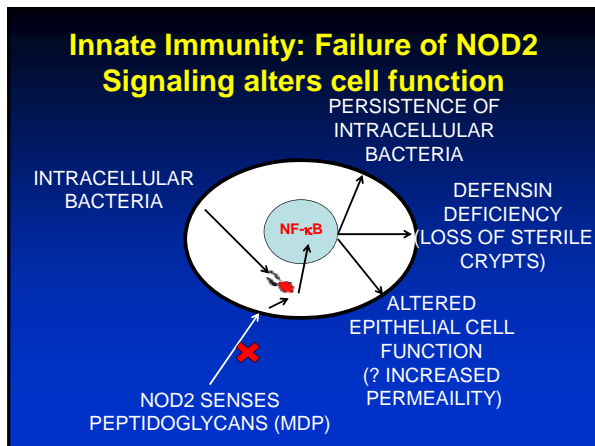 Innate Immunity: Failure of NOD2
Signaling alters cell function
PERSISTENCE OF
INTRACELLULAR
BACTERIA
INTRACELLULAR
BACTERIA
NF-κB
DEFENSIN
DEFICIENCY
(LOSS OF STERILE
CRYPTS)
ALTERED
EPITHELIAL CELL
FUNCTION
(? INCREASED
PERMEAILITY)
NOD2 SENSES
PEPTIDOGLYCANS (MDP)